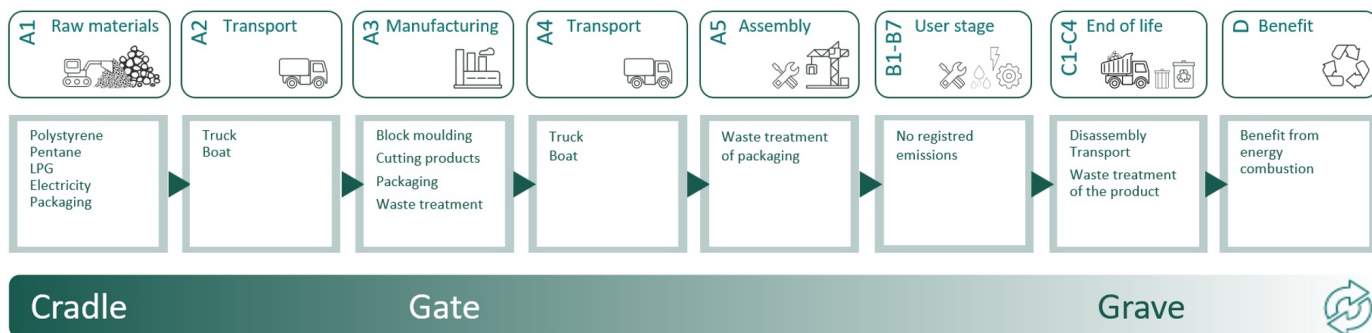 A1 Raw materials
A2 Transport
A3 Manufacturing
A4 Transport
A5 Assembly
B1-B7 User stage
C1-C4 End of life
D Benefit
Polystyrene
Pentane
LPG
Electricity
Packaging
Truck
Boat
Block moulding
Cutting products
Packaging
Waste treatment
Truck
Boat
Waste treatment
of packaging
No registred
emissions
Disassembly
Transport
Waste treatment
of the product
Benefit from
energy
combustion
Cradle
Gate
Grave